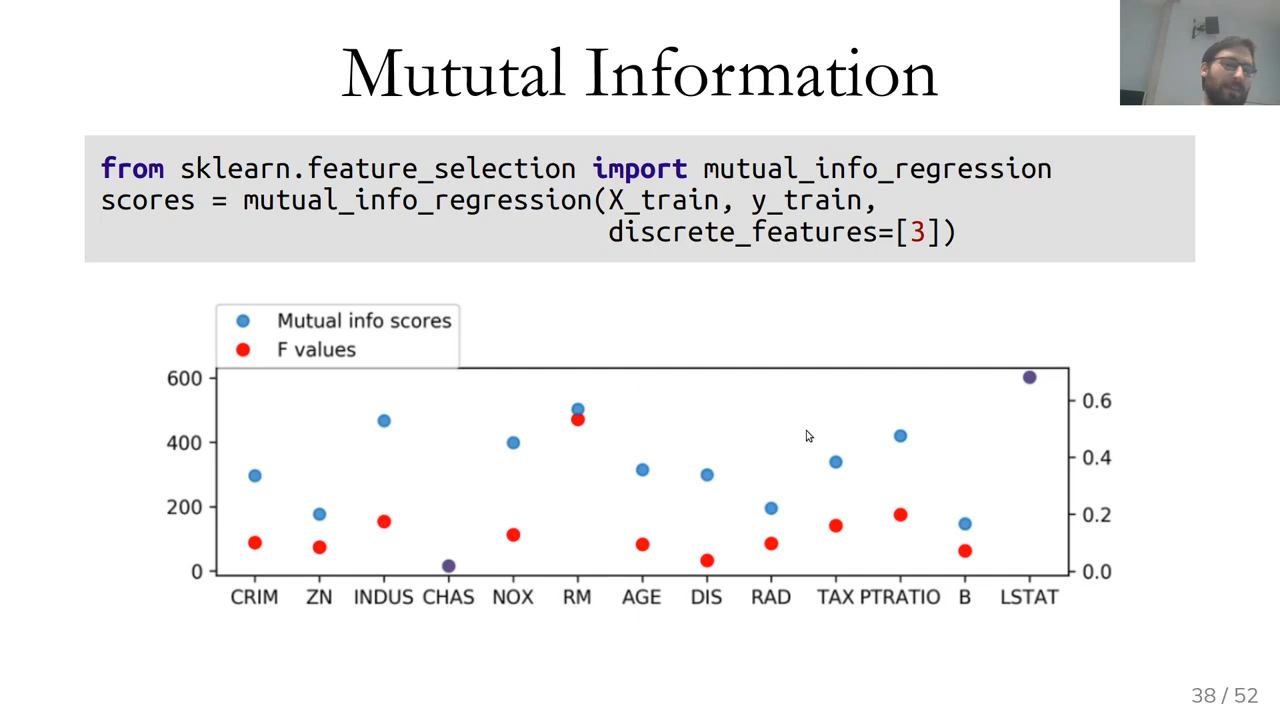 Mututal Information
from sklearn.feature_selection import mutual_info_regression
scores = mutual_info_regression(X_train, y_train,
discrete_features=[3])
Mutual info scores
F values
600
400
200
0
0.6
0.4
0.2
0.0
CRIM ZN INDUS CHAS NOX RM AGE DIS RAD TAX PTRATIO B LSTAT
38 / 52